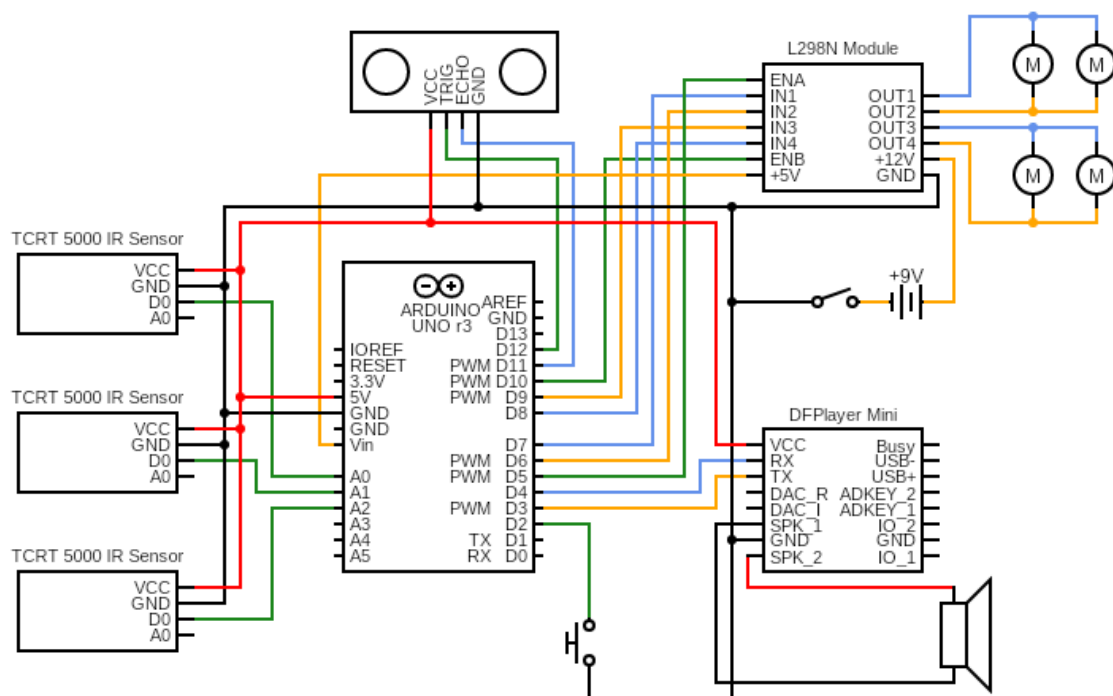 L298N Module
VCC
TRIG
ECHO
GND
ENA
IN1
IN2
IN3
IN4
ENB
+5V
OUT1
OUT2
OUT3
OUT4
+12V
GND
M
M
M
M
TCRT 5000 IR Sensor
VCC
GND
D0
A0
TCRT 5000 IR Sensor
VCC
GND
D0
A0
TCRT 5000 IR Sensor
VCC
GND
D0
A0
ARDUINO
UNO r3
IOREF
RESET
3.3V
5V
GND
GND
Vin
A0
A1
A2
A3
A4
A5
AREF
GND
D13
D12
PWM D11
PWM D10
PWM D9
D8
D7
PWM D6
PWM D5
D4
PWM D3
D2
TX D1
RX D0
+9V
DFPlayer Mini
VCC
RX
TX
DAC_R
DAC_I
SPK_1
GND
SPK_2
Busy
USB-
USB+
ADKEY_2
ADKEY_1
IO_2
GND
IO_1